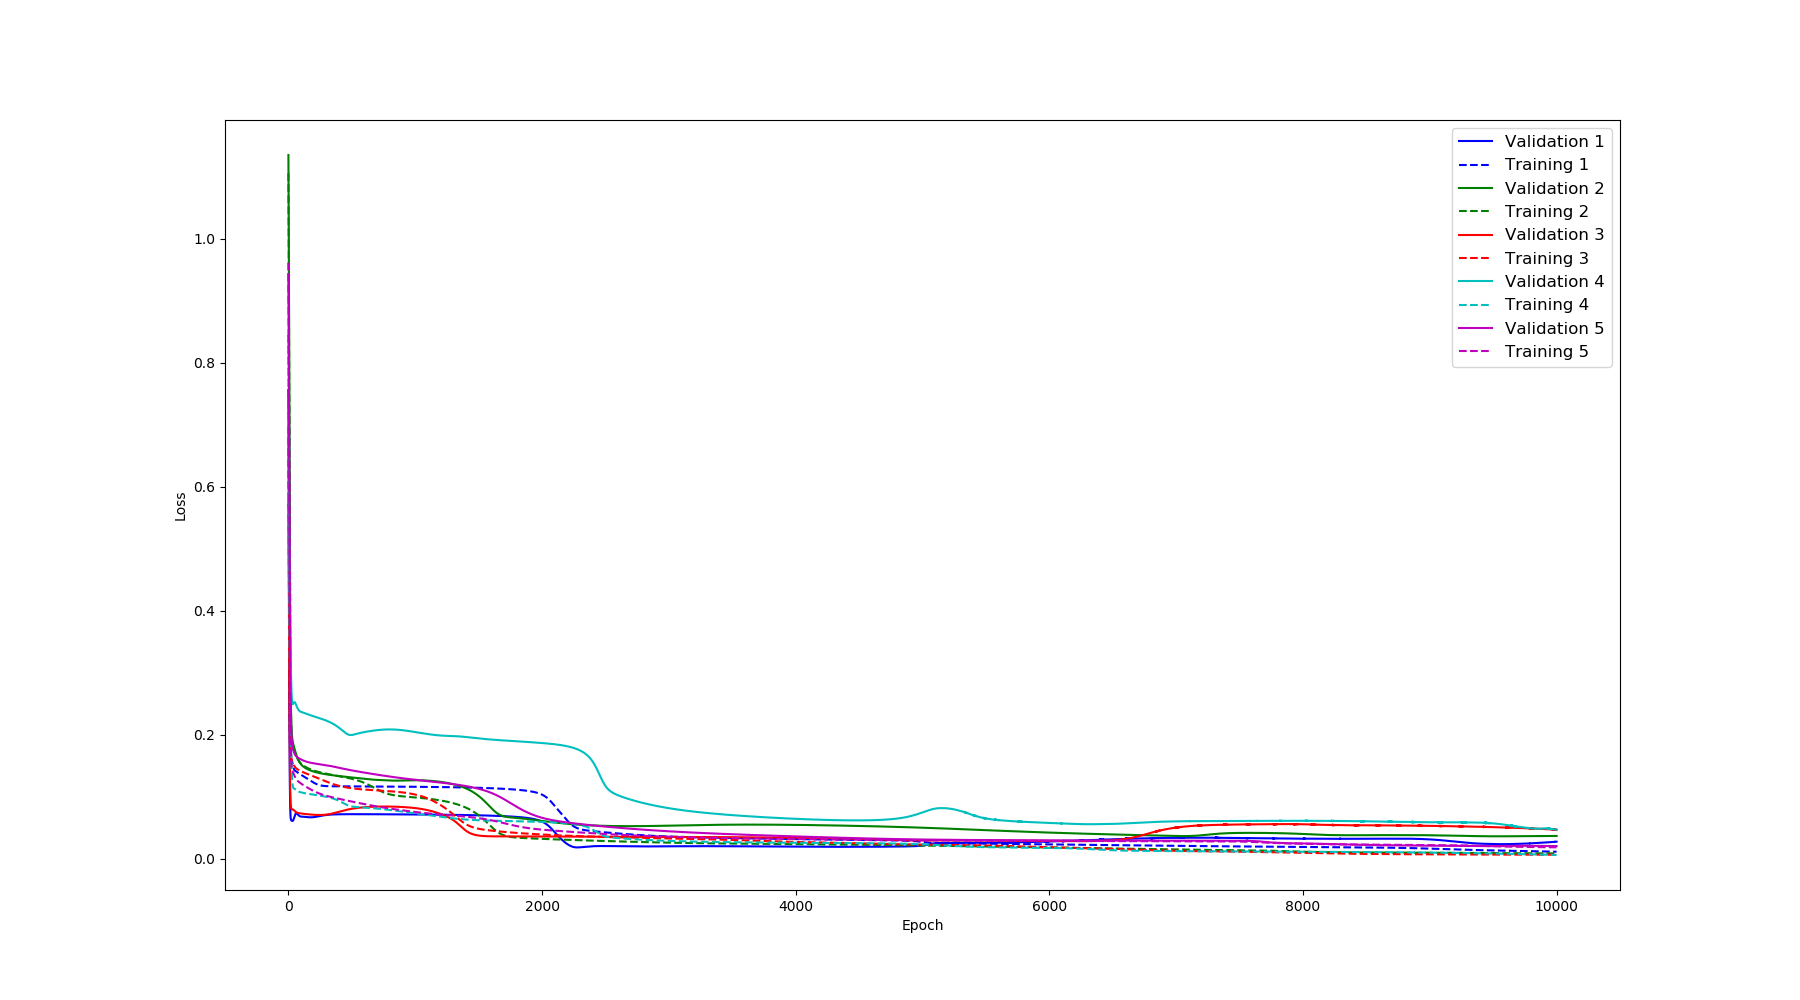 Validation 1
Training 1
Validation 2
Training 2
Validation 3
Training 3
Validation 4
Training 4
Validation 5
Training 5
1.0
0.8
0.6
0.4
0.2
0.0
Loss
0 2000 4000 6000 8000 10000
Epoch